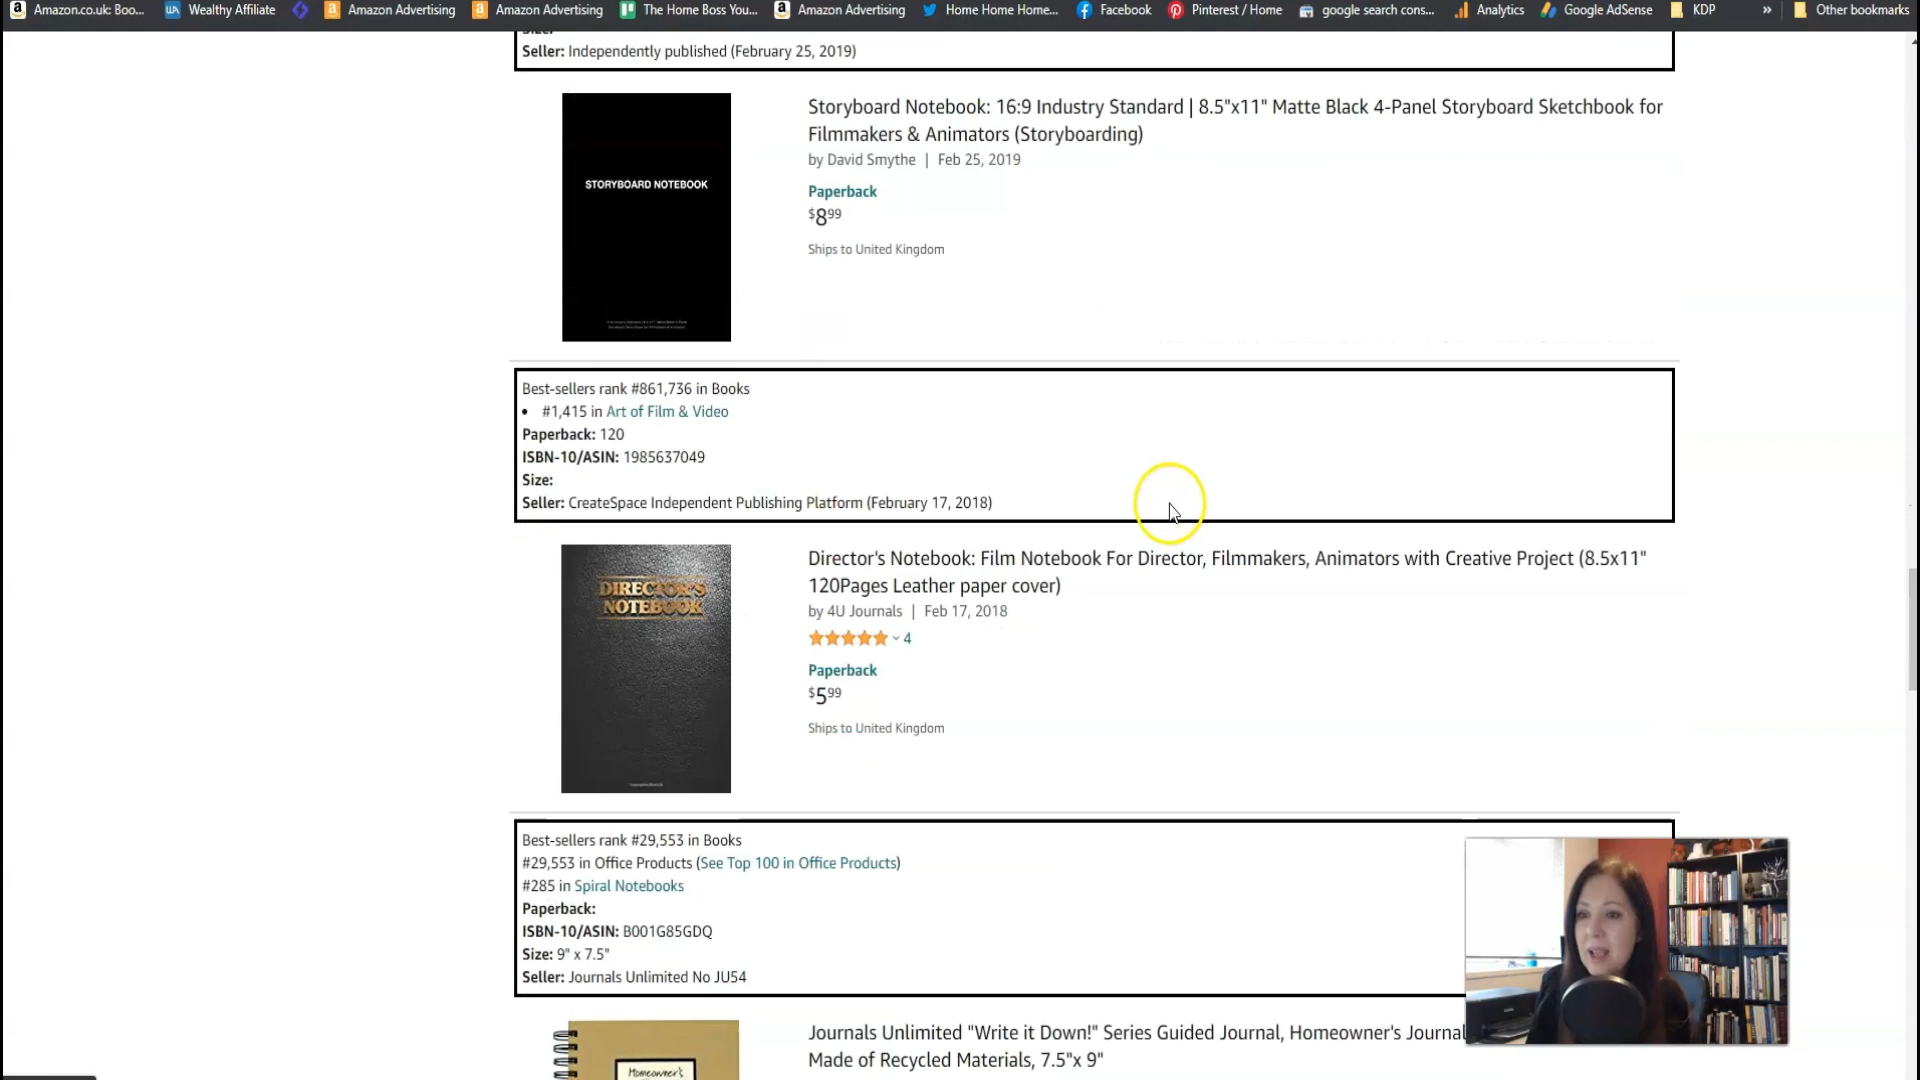 Amazon.co.uk: Boo...
Wealthy Affiliate
Amazon Advertising
Amazon Advertising
The Home Boss You...
Amazon Advertising
Home Home Home...
Facebook
Pinterest / Home
google search cons...
Analytics
Google AdSense
KDP
»
Other bookmarks
Size:
Seller: Independently published (February 25, 2019)
STORYBOARD NOTEBOOK
Storyboard Notebook: 16:9 Industry Standard | 8.5"x11" Matte Black 4-Panel Storyboard Sketchbook for
Filmmakers & Animators (Storyboarding)
by David Smythe | Feb 25, 2019
Paperback
$899
Ships to United Kingdom
Best-sellers rank #861,736 in Books
• #1,415 in Art of Film & Video
Paperback: 120
ISBN-10/ASIN: 1985637049
Size:
Seller: CreateSpace Independent Publishing Platform (February 17, 2018)
DIRECTOR'S
NOTEBOOK
Director's Notebook: Film Notebook For Director, Filmmakers, Animators with Creative Project (8.5x11"
120Pages Leather paper cover)
by 4U Journals | Feb 17, 2018
4
Paperback
$599
Ships to United Kingdom
Best-sellers rank #29,553 in Books
#29,553 in Office Products (See Top 100 in Office Products)
#285 in Spiral Notebooks
Paperback:
ISBN-10/ASIN: B001G85GDQ
Size: 9" x 7.5"
Seller: Journals Unlimited No JU54
Homeowner's
Journals Unlimited "Write it Down!" Series Guided Journal, Homeowner's Journal
Made of Recycled Materials, 7.5"x 9"